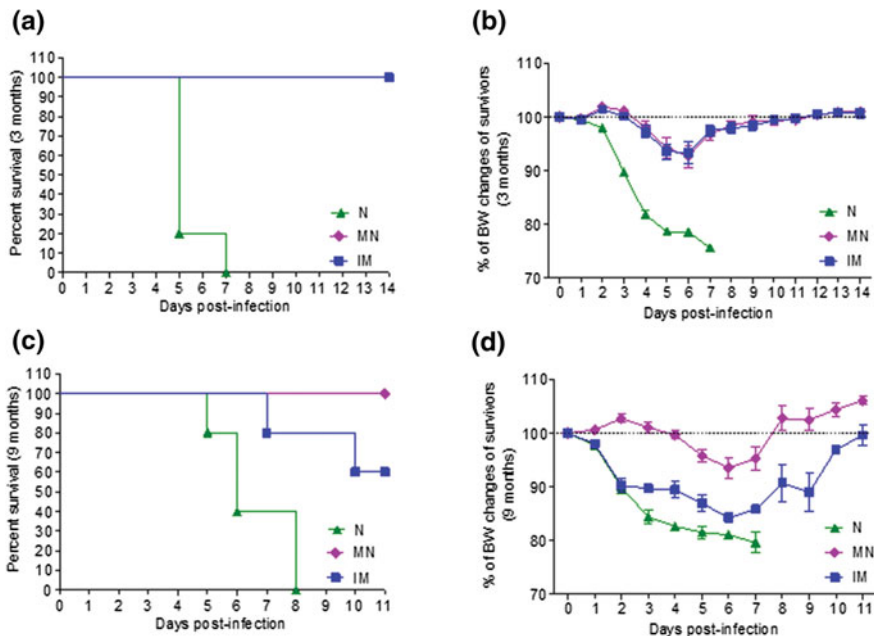 (a)
Percent survival (3 months)
110
100
90
80
70
60
50
40
30
20
10
0
N
MN
IM
0 1 2 3 4 5 6 7 8 9 10 11 12 13 14
Days post-infection
(b)
% of BW changes of survivors
(3 months)
110
100
90
80
70
N
MN
IM
0 1 2 3 4 5 6 7 8 9 10 11 12 13 14
Days post-infection
(c)
Percent survival (9 months)
110
100
90
80
70
60
50
40
30
20
10
0
N
MN
IM
0 1 2 3 4 5 6 7 8 9 10 11
Days post-infection
(d)
% of BW changes of survivors
(9 months)
110
100
90
80
70
N
MN
IM
0 1 2 3 4 5 6 7 8 9 10 11
Days post-infection